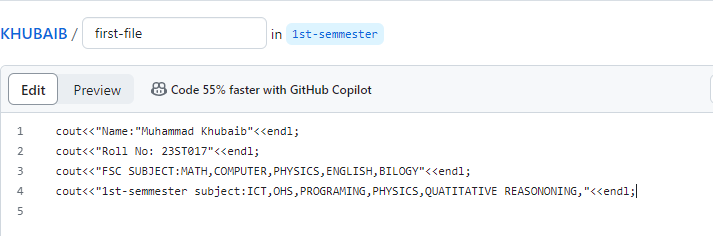 KHUBAIB / first-file in 1st-semmester
Edit Preview Code 55% faster with GitHub Copilot
1 cout<<"Name:"Muhammad Khubaib"<<endl;
2 cout<<"Roll No: 23ST017"<<endl;
3 cout<<"FSC SUBJECT:MATH,COMPUTER,PHYSICS,ENGLISH,BILOGY"<<endl;
4 cout<<"1st-semmester subject:ICT,OHS,PROGRAMING,PHYSICS,QUATITATIVE REASONONING,"<<endl;
5